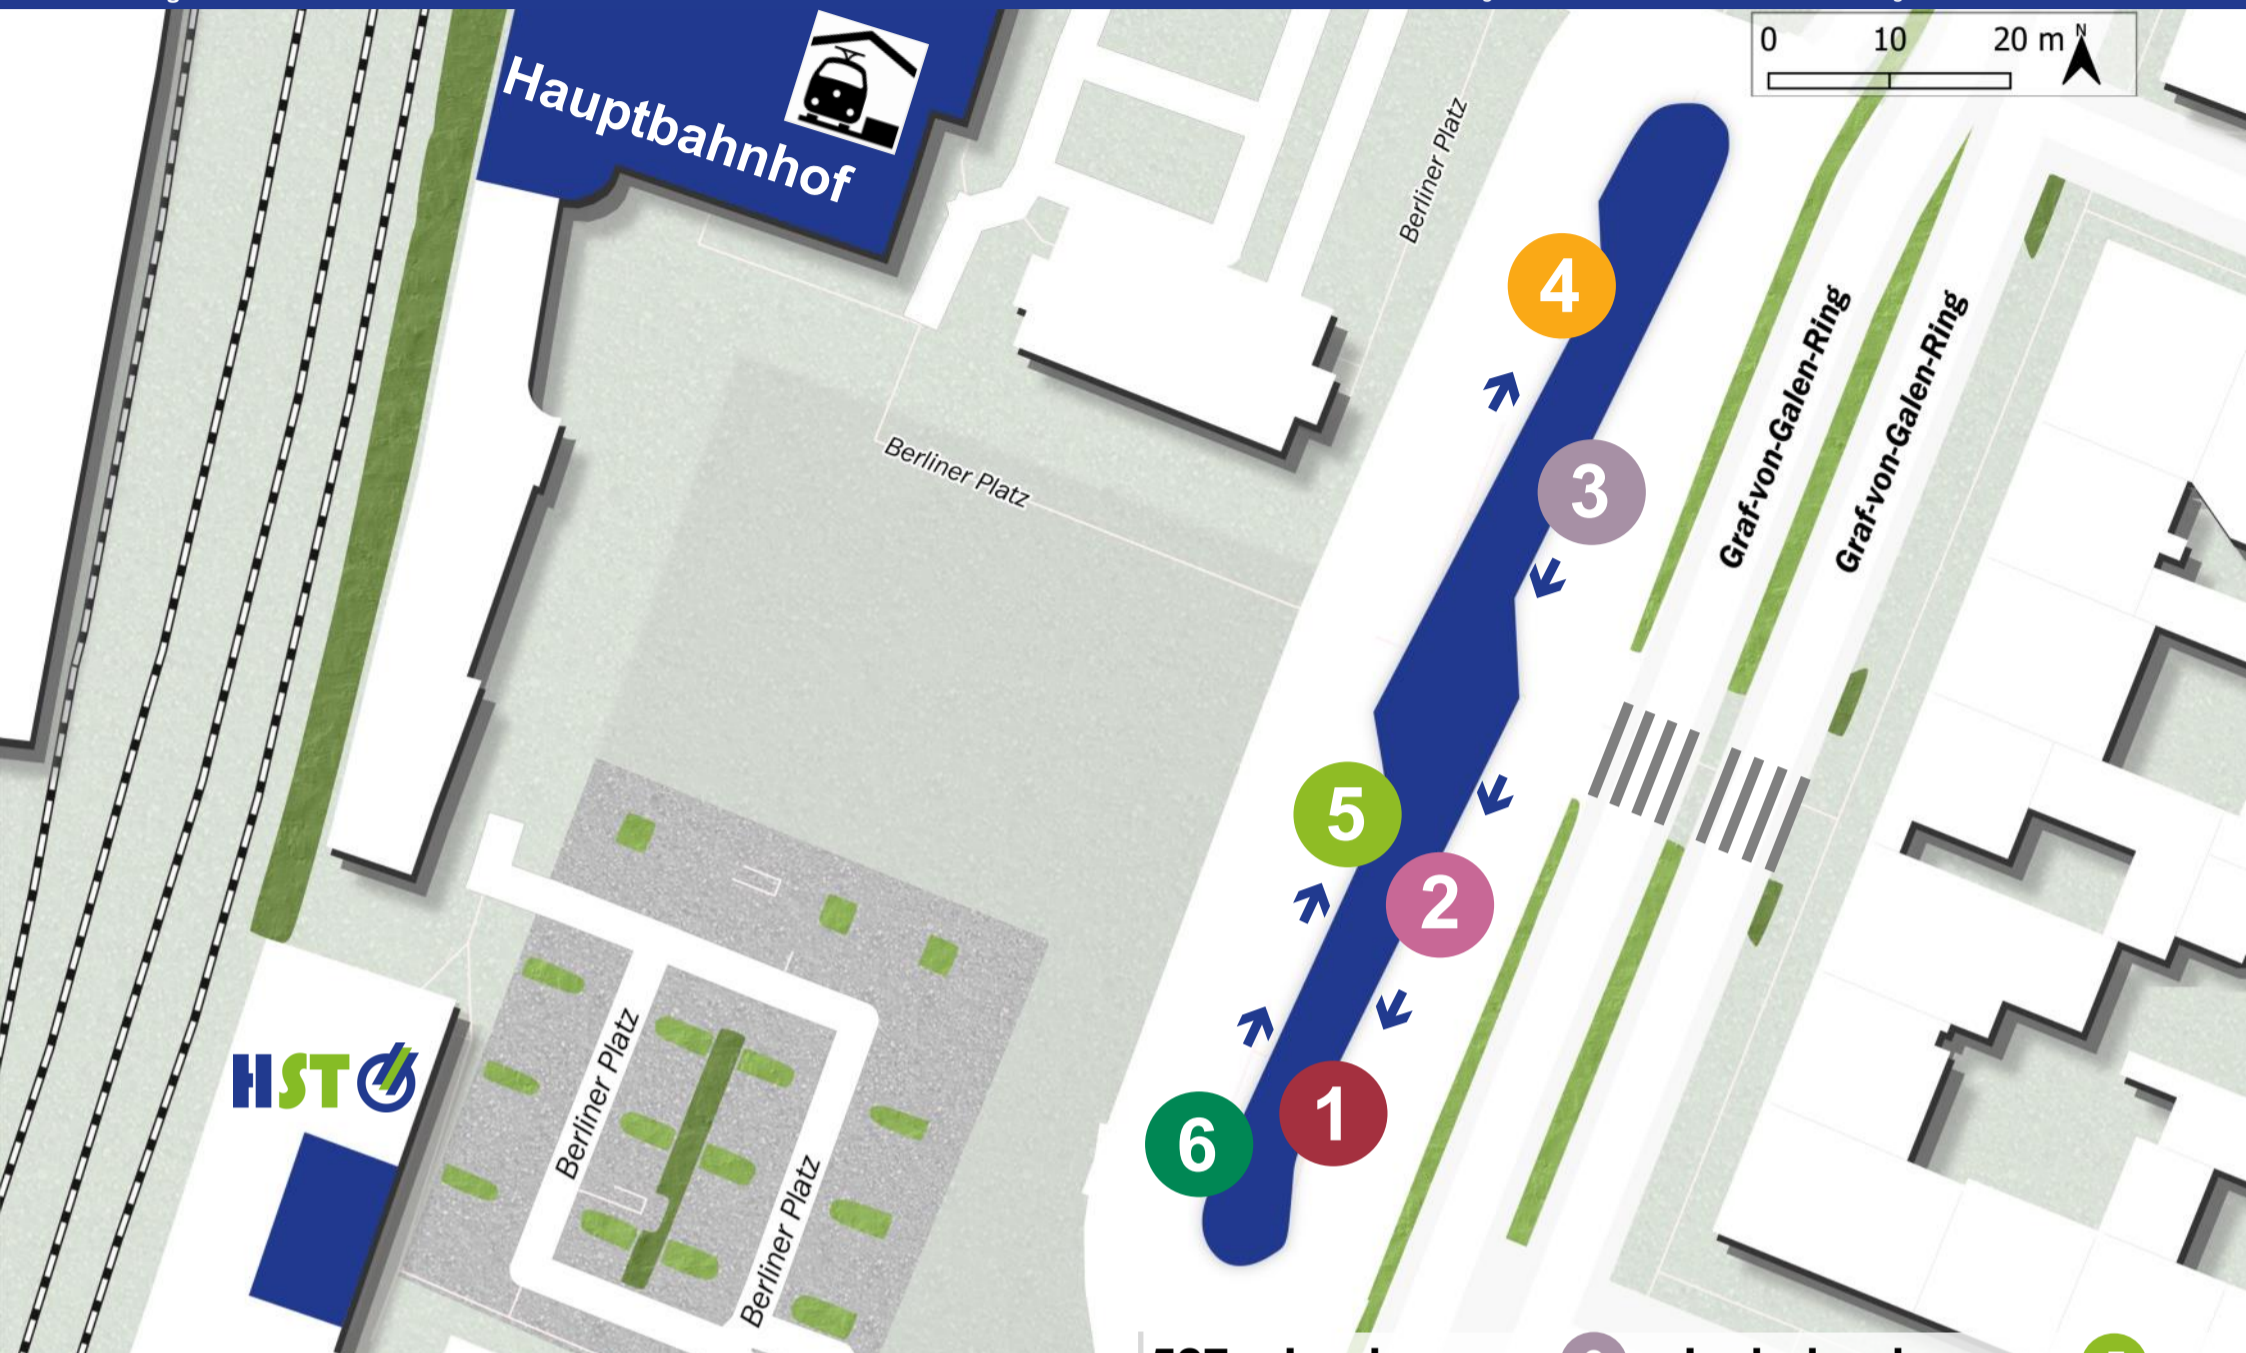 0 10 20 m N
Hauptbahnhof
Berliner Platz
4
Graf-von-Galen-Ring
Graf-von-Galen-Ring
3
Berliner Platz
5
2
HST
Berliner Platz
6
1
Berliner Platz